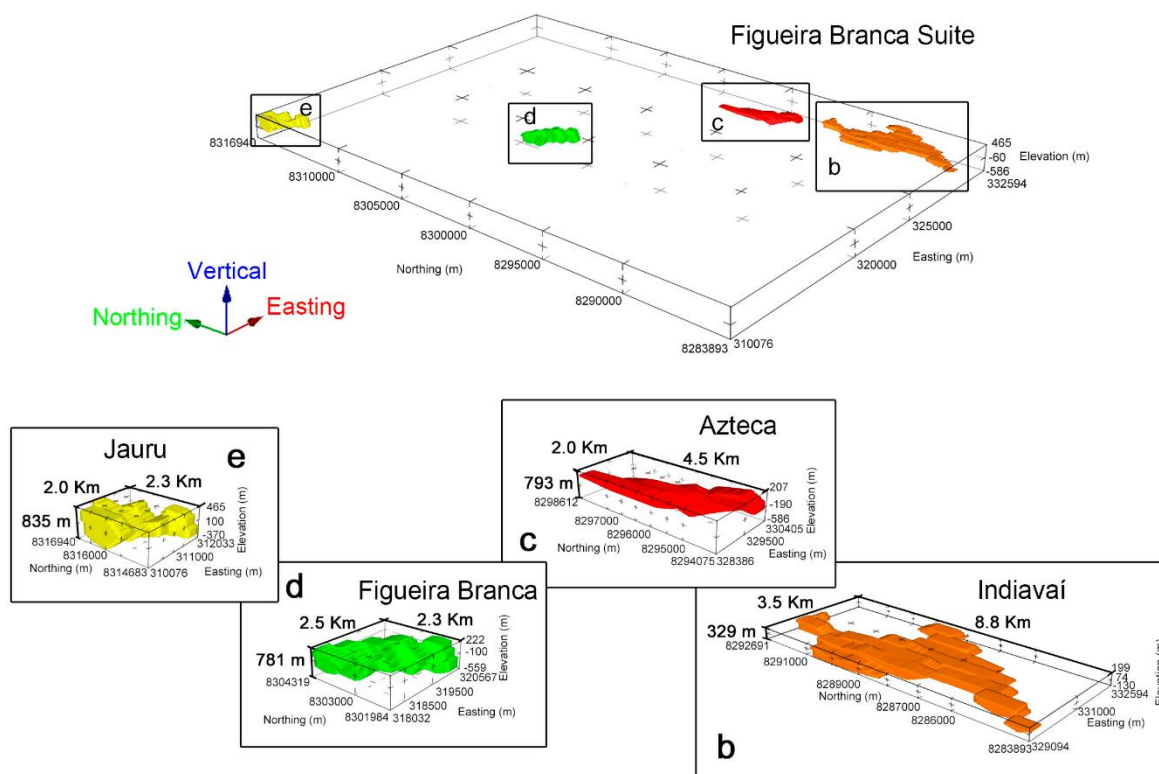 Figueira Branca Suite
e
d
c
b
8316940
8310000
8305000
8300000
8295000
8290000
8283893
Northing (m)
310076
320000
325000
332594
Easting (m)
465
-60
-586
Elevation (m)
Vertical
Northing
Easting
Jauru
e
2.0 Km
2.3 Km
835 m
8316940
8316000
8314683
Northing (m)
310076
311000
312033
Easting (m)
465
100
-370
Elevation (m)
Azteca
c
2.0 Km
4.5 Km
793 m
8298612
8297000
8296000
8295000
8294075
Northing (m)
328386
329500
330405
Easting (m)
207
-190
-586
Elevation (m)
d
Figueira Branca
2.5 Km
2.3 Km
781 m
8304319
8303000
8301984
Northing (m)
318032
318500
319500
320567
Easting (m)
222
-100
-559
Elevation (m)
Indiavaí
b
3.5 Km
8.8 Km
329 m
8292691
8291000
8289000
8287000
8286000
8283893
Northing (m)
329094
331000
332594
Easting (m)
199
74
-130
Elevation (m)